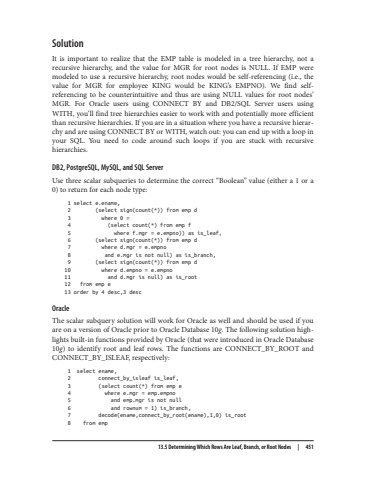 Solution
It is important to realize that the EMP table is modeled in a tree hierarchy, not a
recursive hierarchy, and the value for MGR for root nodes is NULL. If EMP were
modeled to use a recursive hierarchy, root nodes would be self-referencing (i.e., the
value for MGR for employee KING would be KING’s EMPNO). We find self-
referencing to be counterintuitive and thus are using NULL values for root nodes’
MGR. For Oracle users using CONNECT BY and DB2/SQL Server users using
WITH, you’ll find tree hierarchies easier to work with and potentially more efficient
than recursive hierarchies. If you are in a situation where you have a recursive hierar-
chy and are using CONNECT BY or WITH, watch out: you can end up with a loop in
your SQL. You need to code around such loops if you are stuck with recursive
hierarchies.
DB2, PostgreSQL, MySQL, and SQL Server
Use three scalar subqueries to determine the correct “Boolean” value (either a 1 or a
0) to return for each node type:
1 select e.ename,
2 (select sign(count(*)) from emp d
3 where 0 =
4 (select count(*) from emp f
5 where f.mgr = e.empno)) as is_leaf,
6 (select sign(count(*)) from emp d
7 where d.mgr = e.empno
8 and e.mgr is not null) as is_branch,
9 (select sign(count(*)) from emp d
10 where d.empno = e.empno
11 and d.mgr is null) as is_root
12 from emp e
13 order by 4 desc,3 desc
Oracle
The scalar subquery solution will work for Oracle as well and should be used if you
are on a version of Oracle prior to Oracle Database 10g. The following solution high-
lights built-in functions provided by Oracle (that were introduced in Oracle Database
10g) to identify root and leaf rows. The functions are CONNECT_BY_ROOT and
CONNECT_BY_ISLEAF, respectively:
1 select ename,
2 connect_by_isleaf is_leaf,
3 (select count(*) from emp e
4 where e.mgr = emp.empno
5 and emp.mgr is not null
6 and rownum = 1) is_branch,
7 decode(ename,connect_by_root(ename),1,0) is_root
8 from emp
13.5 Determining Which Rows Are Leaf, Branch, or Root Nodes | 451